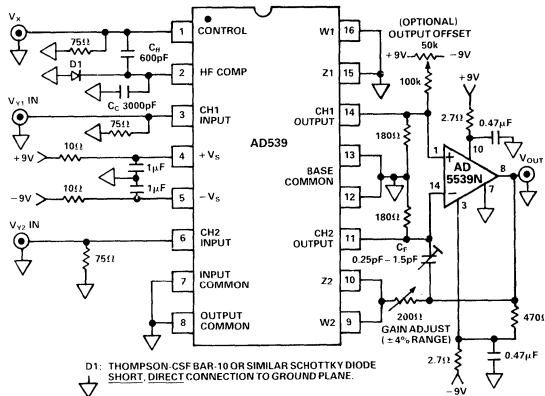 VX
75Ω
CH
600pF
D1
CC 3000pF
VY1 IN
75Ω
10Ω
+9V
1µF
1µF
10Ω
−9V
VY2 IN
75Ω
1
CONTROL
2
HF COMP
3
CH1
INPUT
4
+VS
5
−VS
6
CH2
INPUT
7
INPUT
COMMON
8
OUTPUT
COMMON
AD539
W1
16
Z1
15
CH1
OUTPUT
14
BASE
COMMON
13
12
CH2
OUTPUT
11
Z2
10
W2
9
(OPTIONAL)
OUTPUT OFFSET
50k
+9V
−9V
100k
+9V
2.7Ω
0.47µF
180Ω
180Ω
1
+
10
AD
5539N
8
VOUT
14
−
3
7
CF
0.25pF–1.5pF
200Ω
GAIN ADJUST
(±4% RANGE)
470Ω
2.7Ω
0.47µF
−9V
D1: THOMPSON-CSF BAR-10 OR SIMILAR SCHOTTKY DIODE
SHORT, DIRECT CONNECTION TO GROUND PLANE.